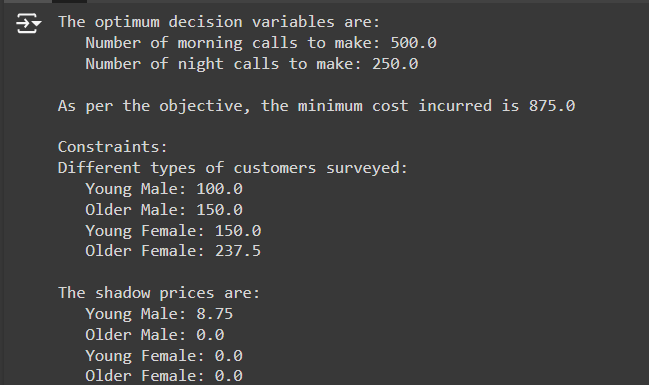 The optimum decision variables are:
Number of morning calls to make: 500.0
Number of night calls to make: 250.0
As per the objective, the minimum cost incurred is 875.0
Constraints:
Different types of customers surveyed:
Young Male: 100.0
Older Male: 150.0
Young Female: 150.0
Older Female: 237.5
The shadow prices are:
Young Male: 8.75
Older Male: 0.0
Young Female: 0.0
Older Female: 0.0